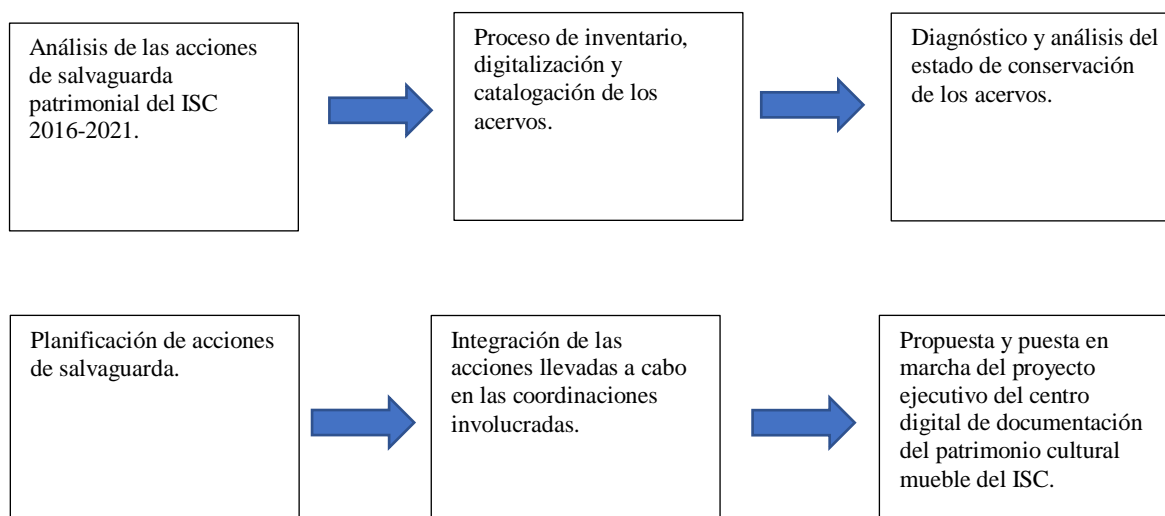 Análisis de las acciones
de salvaguarda
patrimonial del ISC
2016-2021.
Proceso de inventario,
digitalización y
catalogación de los
acervos.
Diagnóstico y análisis del
estado de conservación
de los acervos.
Planificación de acciones
de salvaguarda.
Integración de las
acciones llevadas a cabo
en las coordinaciones
involucradas.
Propuesta y puesta en
marcha del proyecto
ejecutivo del centro
digital de documentación
del patrimonio cultural
mueble del ISC.